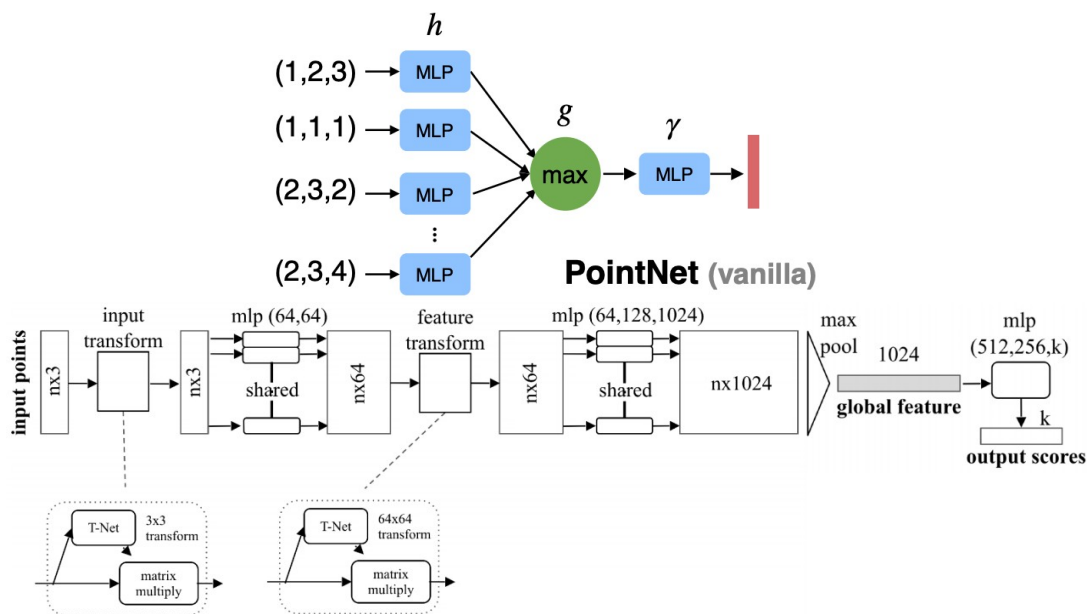 h
(1,2,3)
MLP
(1,1,1)
MLP
g
γ
max
MLP
(2,3,2)
MLP
⋮
(2,3,4)
MLP
PointNet (vanilla)
input points
nx3
input
transform
nx3
mlp (64,64)
shared
nx64
feature
transform
nx64
mlp (64,128,1024)
shared
nx1024
max
pool
1024
global feature
mlp
(512,256,k)
k
output scores
T-Net
3x3
transform
matrix
multiply
T-Net
64x64
transform
matrix
multiply